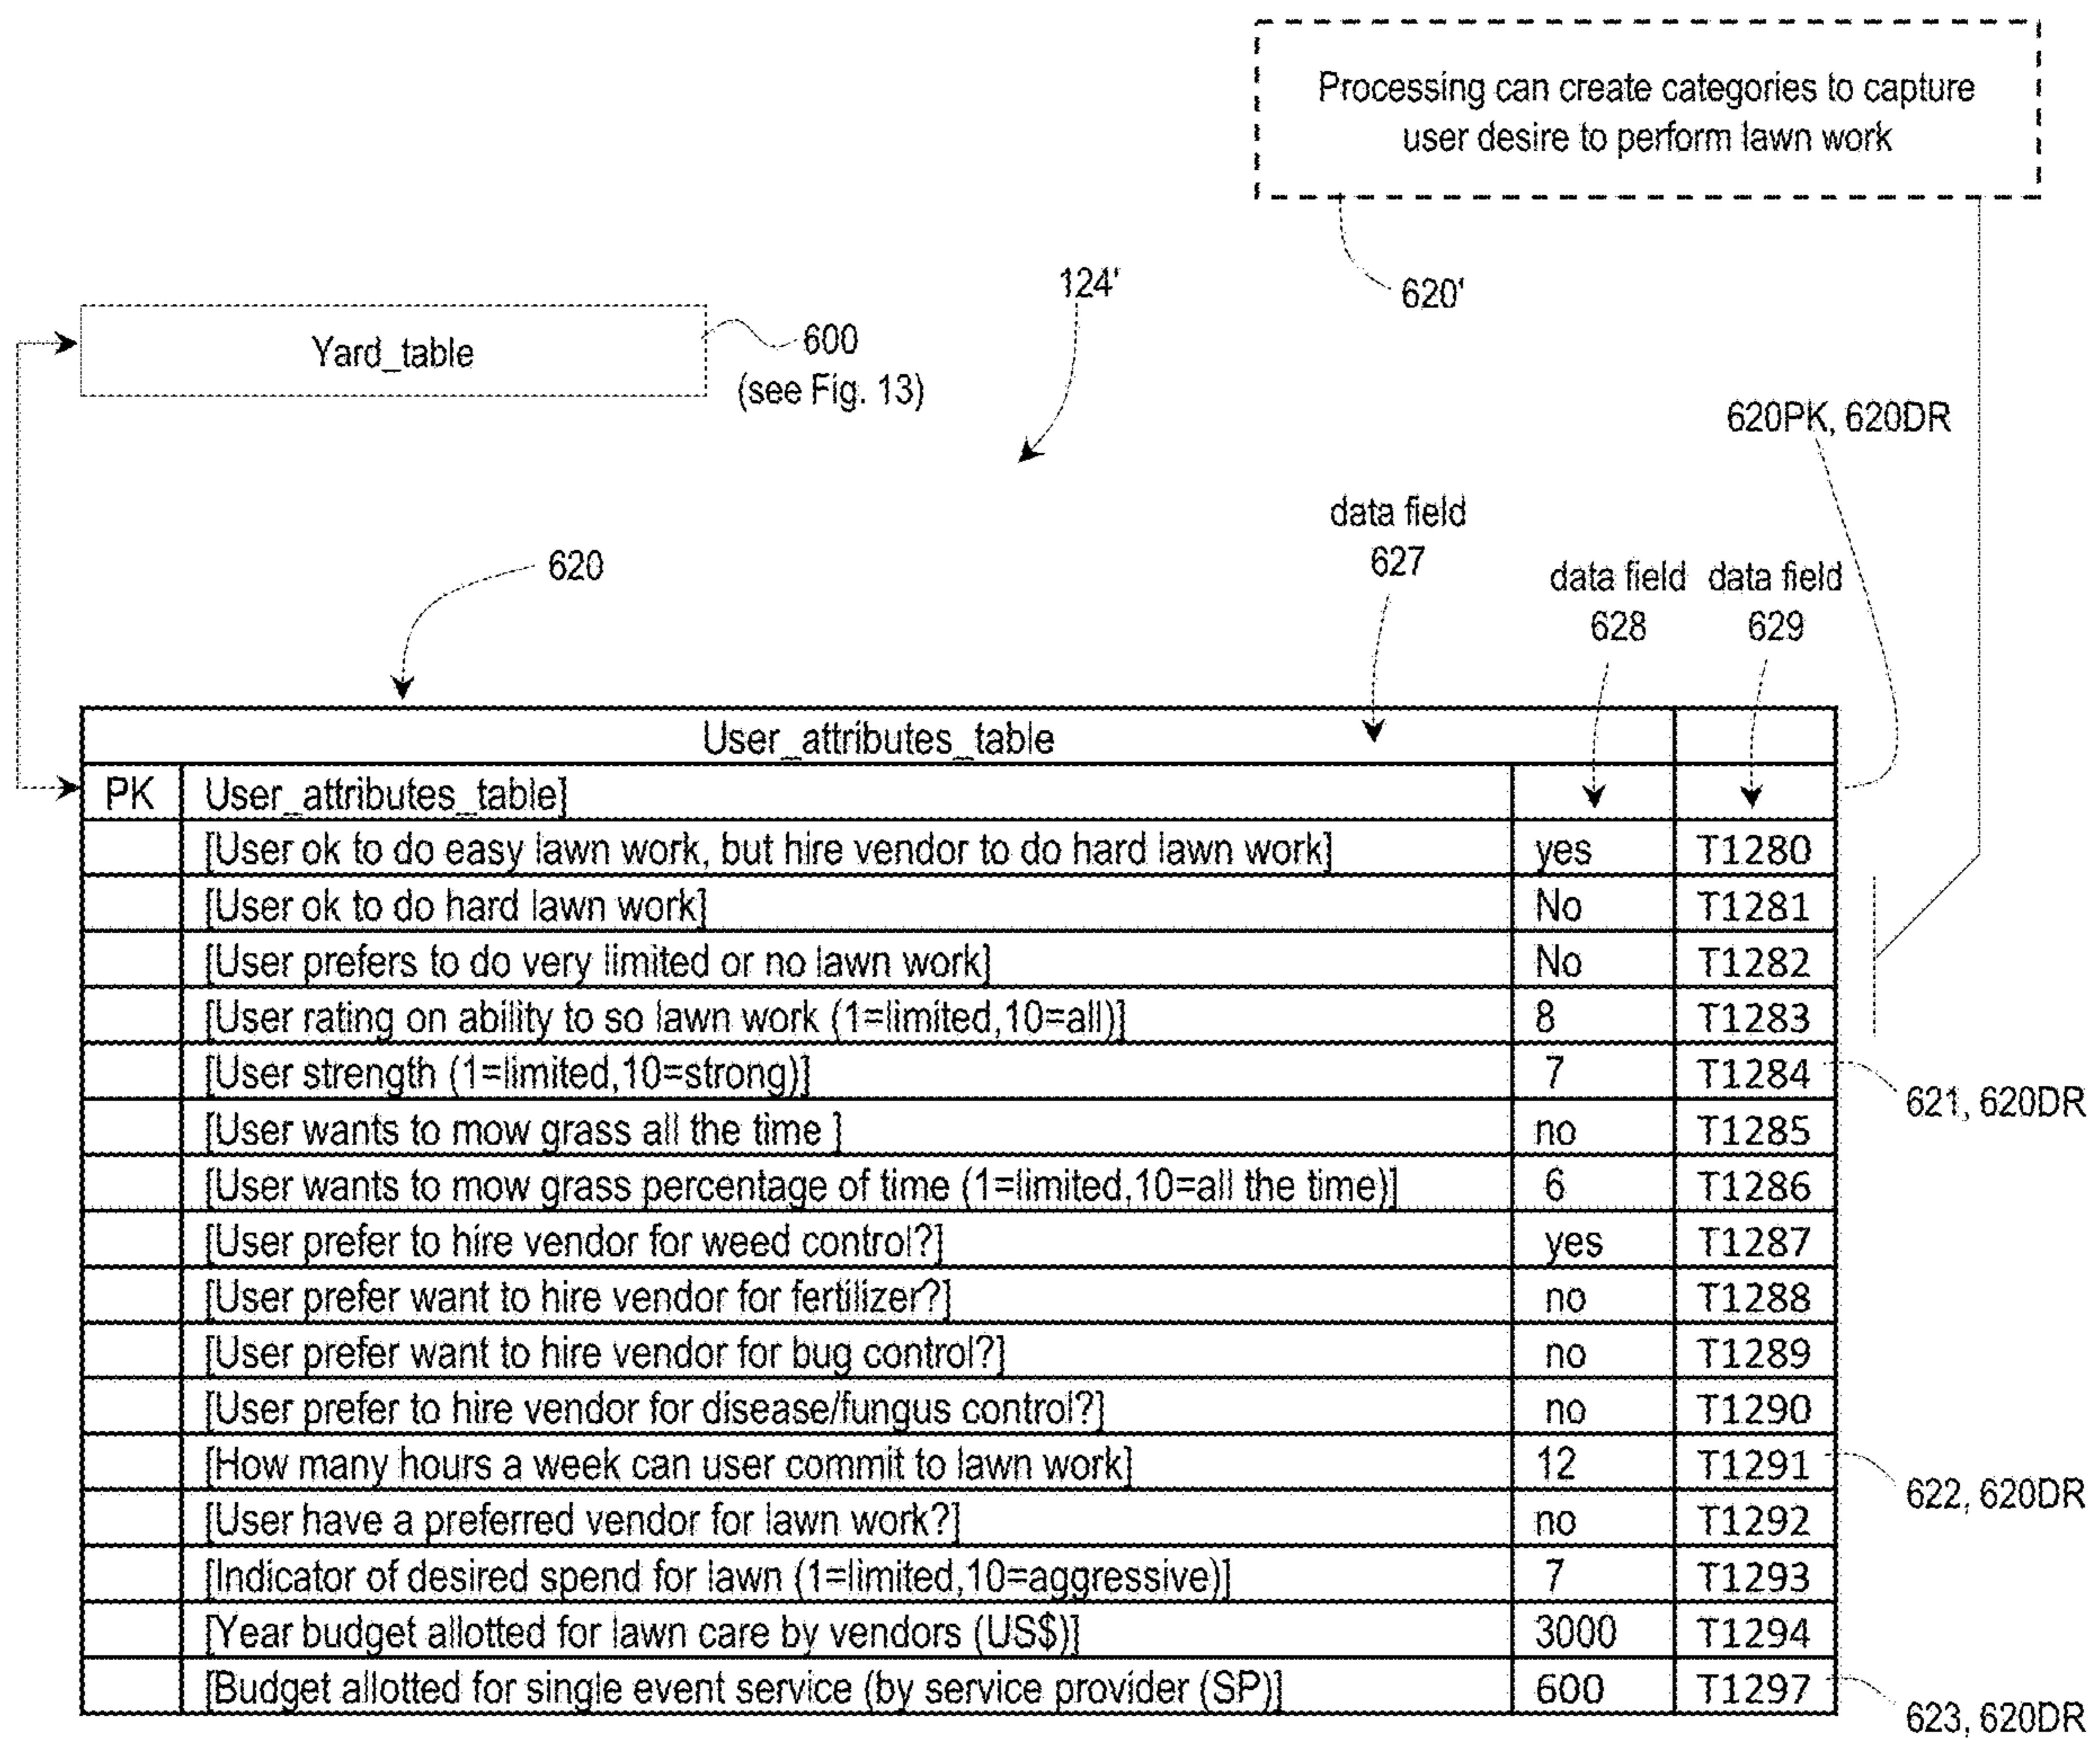 Processing can create categories to capture
user desire to perform lawn work
124'
620'
Yard_table
600
(see Fig. 13)
620PK, 620DR
data field
627
620
data field
628
data field
629
User_attributes_table
PK User_attributes_table]
[User ok to do easy lawn work, but hire vendor to do hard lawn work] yes T1280
[User ok to do hard lawn work] No T1281
[User prefers to do very limited or no lawn work] No T1282
[User rating on ability to so lawn work (1=limited,10=all)] 8 T1283
[User strength (1=limited,10=strong)] 7 T1284
621, 620DR
[User wants to mow grass all the time ] no T1285
[User wants to mow grass percentage of time (1=limited,10=all the time)] 6 T1286
[User prefer to hire vendor for weed control?] yes T1287
[User prefer want to hire vendor for fertilizer?] no T1288
[User prefer want to hire vendor for bug control?] no T1289
[User prefer to hire vendor for disease/fungus control?] no T1290
[How many hours a week can user commit to lawn work] 12 T1291
622, 620DR
[User have a preferred vendor for lawn work?] no T1292
[Indicator of desired spend for lawn (1=limited,10=aggressive)] 7 T1293
[Year budget allotted for lawn care by vendors (US$)] 3000 T1294
[Budget allotted for single event service (by service provider (SP)] 600 T1297
623, 620DR